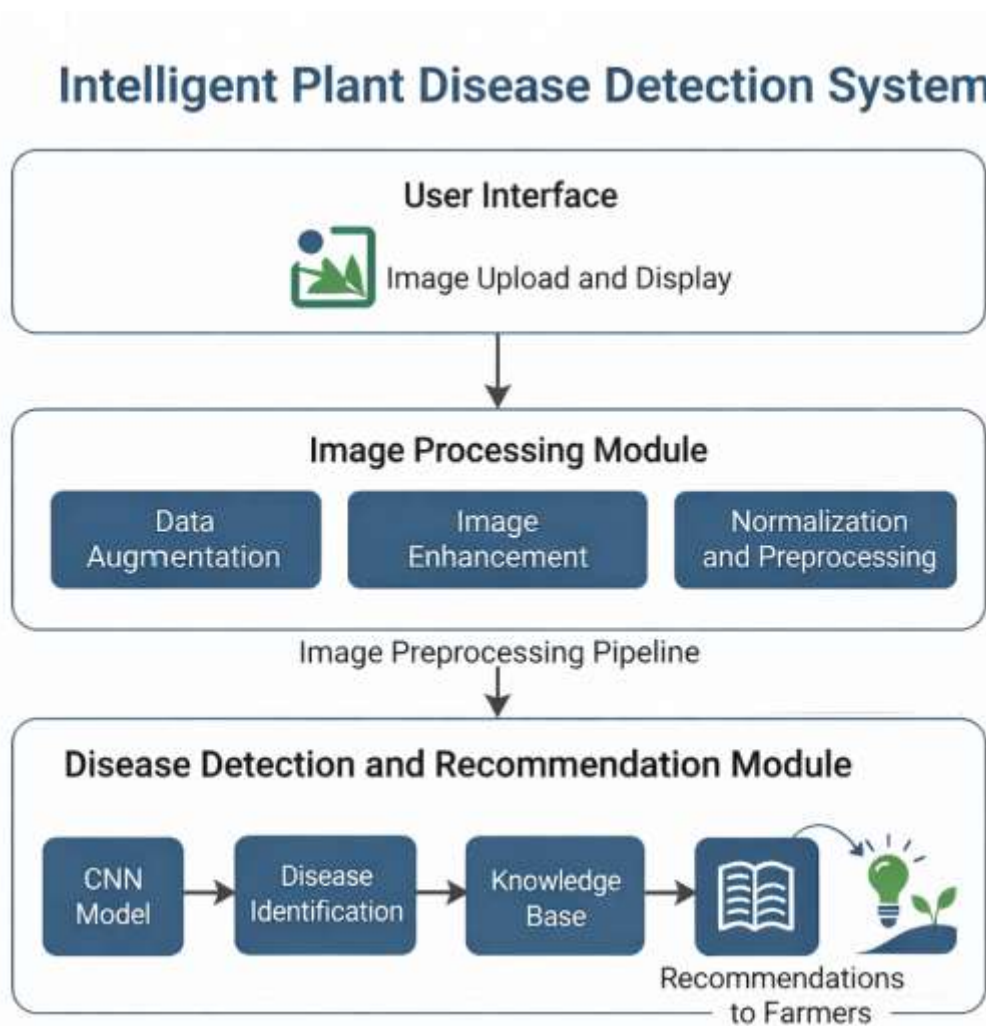 Intelligent Plant Disease Detection System
User Interface
Image Upload and Display
Image Processing Module
Data
Augmentation
Image
Enhancement
Normalization
and Preprocessing
Image Preprocessing Pipeline
Disease Detection and Recommendation Module
CNN
Model
Disease
Identification
Knowledge
Base
Recommendations
to Farmers